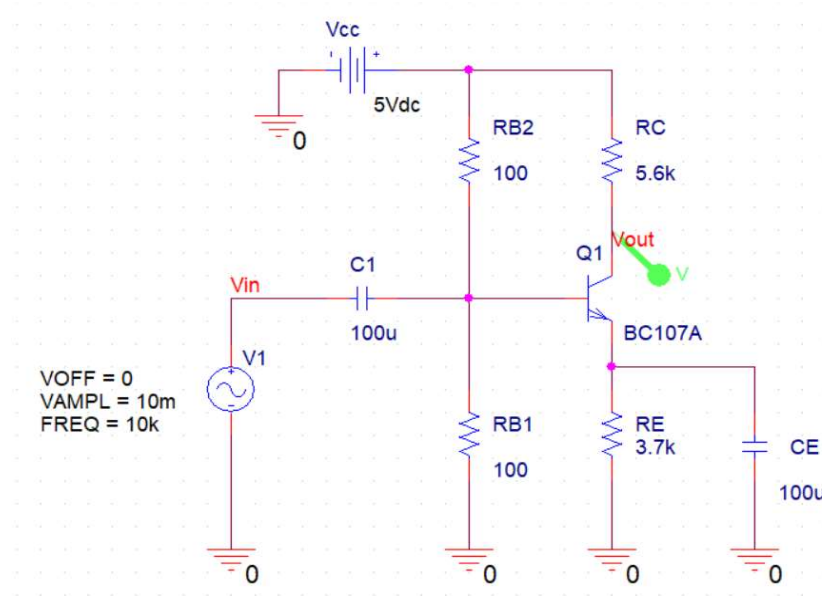 Vcc
- +
5Vdc
0
RB2
100
RC
5.6k
Vout
V
Q1
C1
100u
Vin
BC107A
V1
VOFF = 0
VAMPL = 10m
FREQ = 10k
+
-
RB1
100
RE
3.7k
CE
100u
0
0
0
0